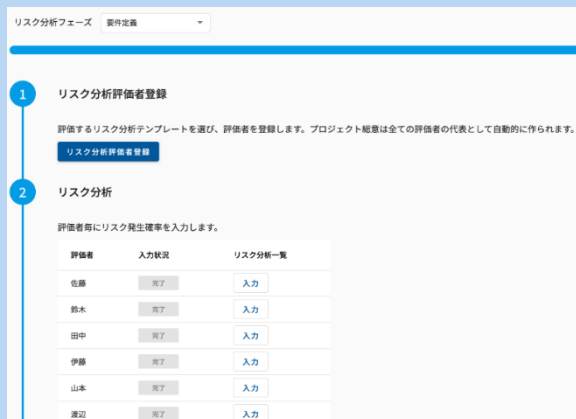 リスク分析フェーズ 要件定義
1 リスク分析評価者登録
評価するリスク分析テンプレートを選び、評価者を登録します。プロジェクト総意は全ての評価者の代表として自動的に作られます。
リスク分析評価者登録
2 リスク分析
評価者毎にリスク発生確率を入力します。
評価者 入力状況 リスク分析一覧
佐藤 完了 入力
鈴木 完了 入力
田中 完了 入力
伊藤 完了 入力
山本 完了 入力
渡辺 完了 入力